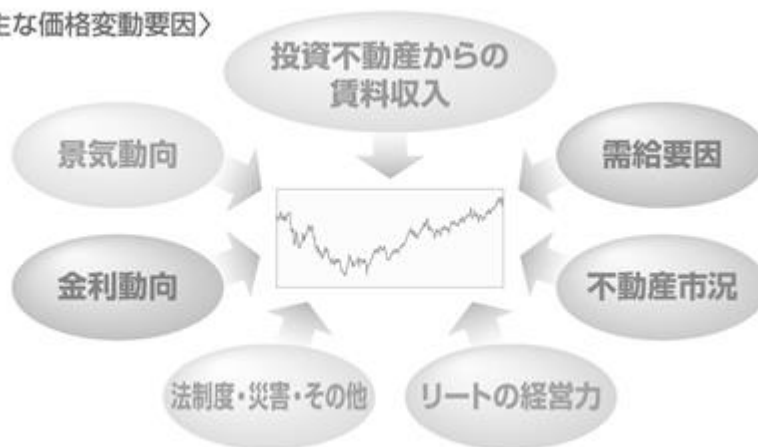 主な価格変動要因〉
投資不動産からの
賃料収入
景気動向
需給要因
金利動向
不動産市況
法制度・災害・その他
リートの経営力